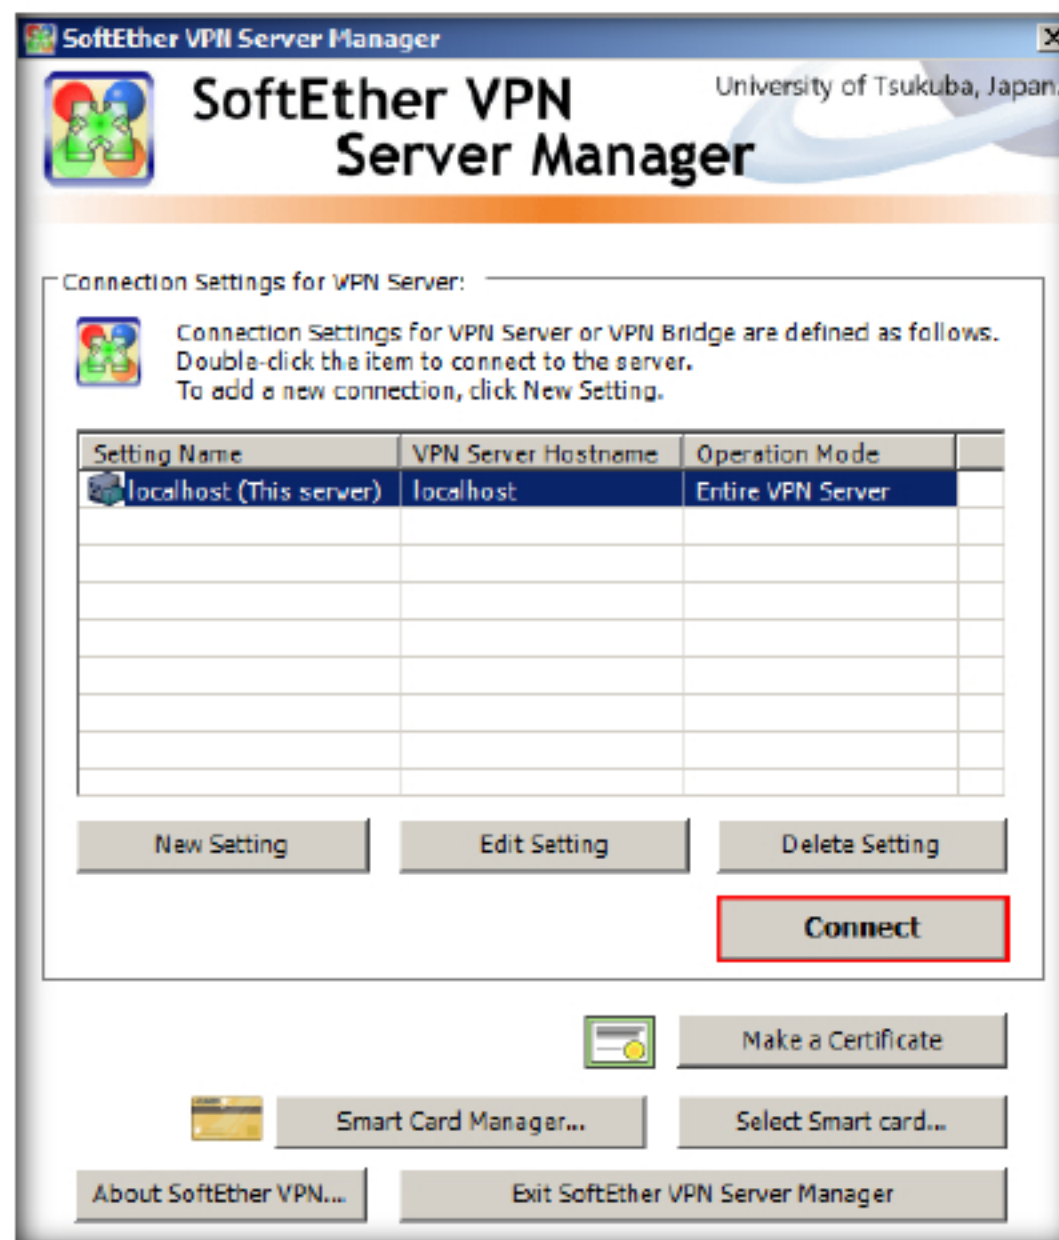 SoftEther VPN Server Manager
SoftEther VPN
Server Manager
University of Tsukuba, Japan.
Connection Settings for VPN Server:
Connection Settings for VPN Server or VPN Bridge are defined as follows.
Double-click the item to connect to the server.
To add a new connection, click New Setting.
Setting Name VPN Server Hostname Operation Mode
localhost (This server) localhost Entire VPN Server
New Setting Edit Setting Delete Setting
Connect
Make a Certificate
Smart Card Manager... Select Smart card...
About SoftEther VPN... Exit SoftEther VPN Server Manager